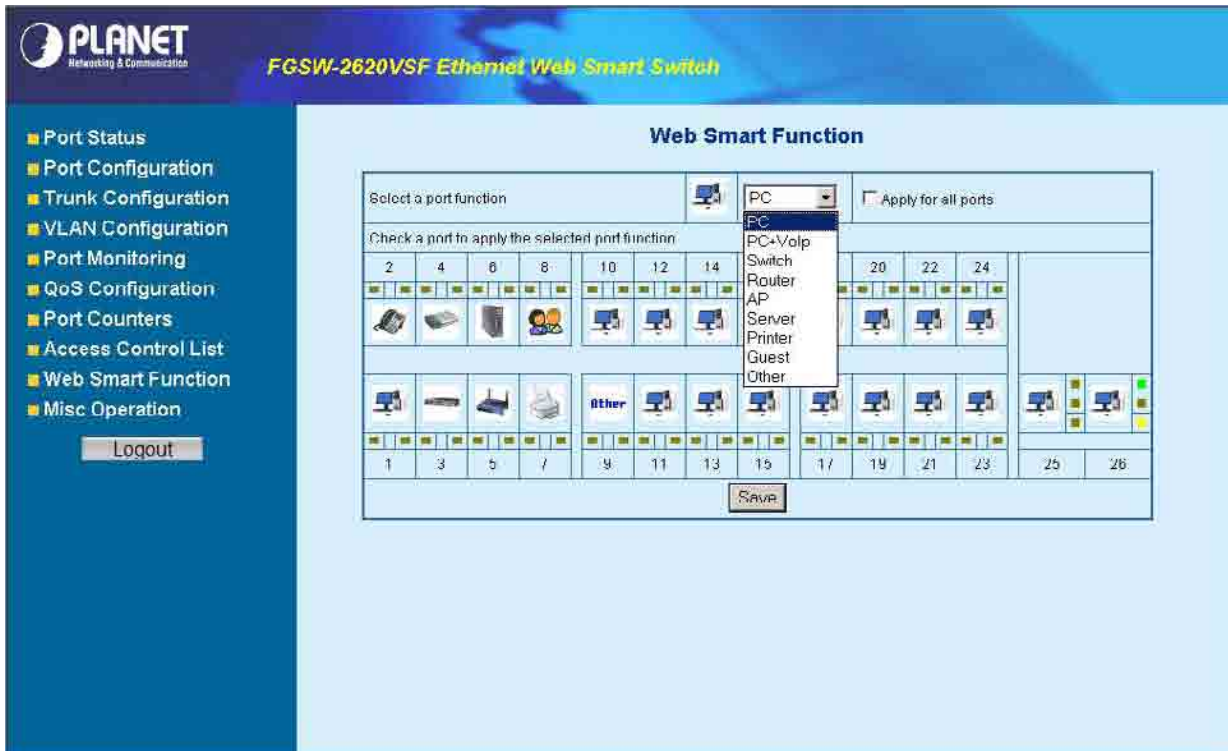 PLANET
Networking & Communication
FGSW-2620VSF Ethernet Web Smart Switch
Port Status
Port Configuration
Trunk Configuration
VLAN Configuration
Port Monitoring
QoS Configuration
Port Counters
Access Control List
Web Smart Function
Misc Operation
Logout
Web Smart Function
Select a port function
PC
Apply for all ports
PC
PC+VoIp
Switch
Router
AP
Server
Printer
Guest
Other
Check a port to apply the selected port function
2 4 6 8 10 12 14 20 22 24
Other
1 3 5 7 9 11 13 15 17 19 21 23 25 26
Save